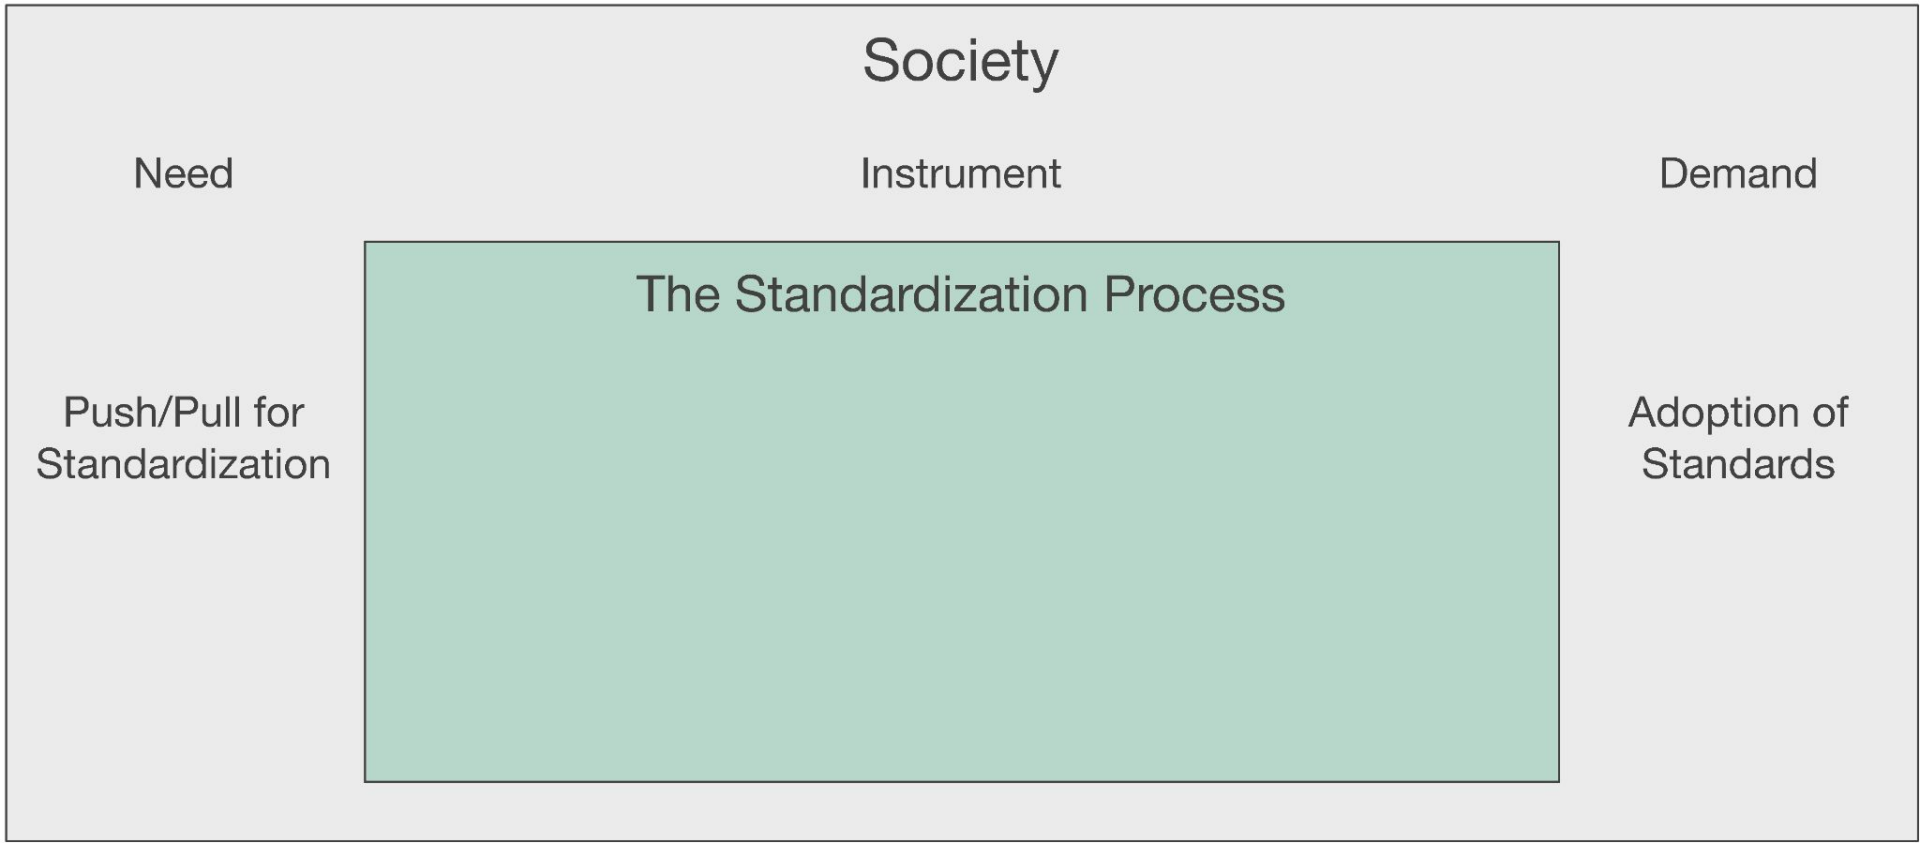 Society
Need
Instrument
Demand
The Standardization Process
Push/Pull for
Standardization
Adoption of
Standards